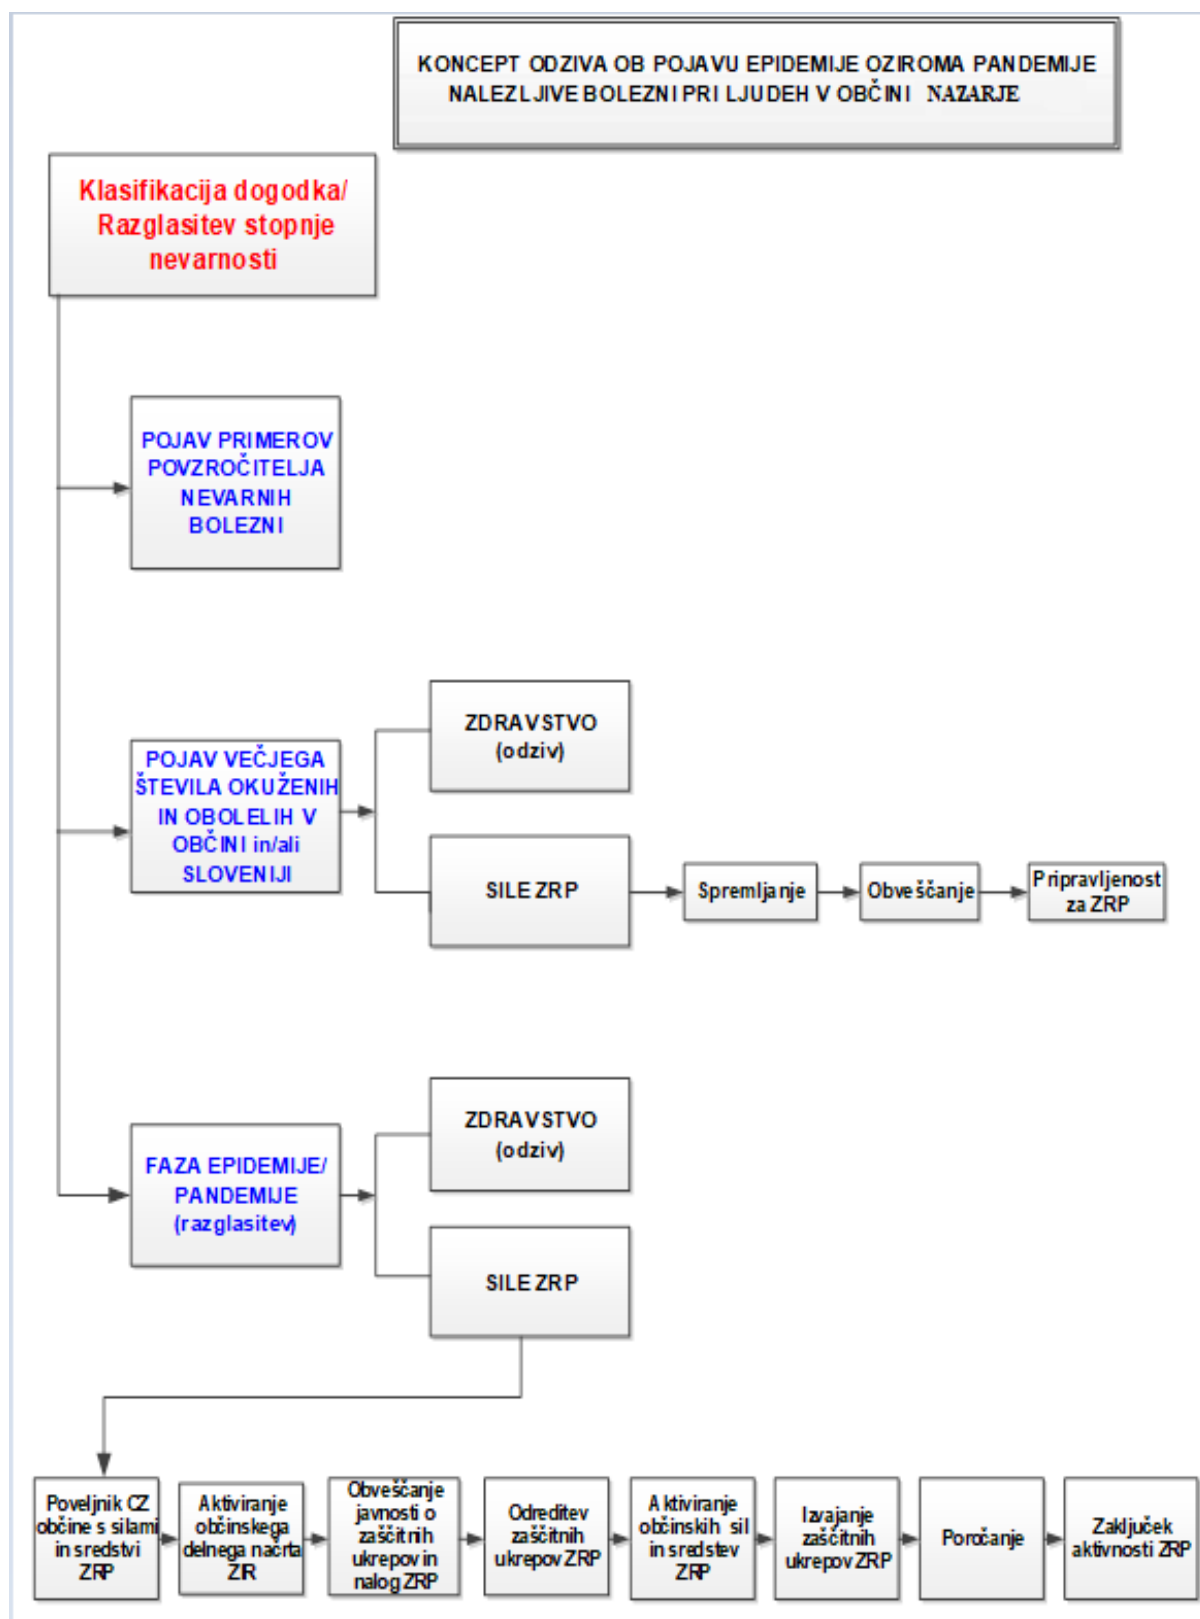 KONCEPT ODZIVA OB POJAVU EPIDEMIJE OZIROMA PANDEMIJE
NALEZLJIVE BOLEZNI PRI LJUDEH V OBČINI NAZARJE
Klasifikacija dogodka/
Razglasitev stopnje
nevarnosti
POJAV PRIMEROV
POVZROČITELJA
NEVARNIH
BOLEZNI
POJAV VEČJEGA
ŠTEVILA OKUŽENIH
IN OBOLELIH V
OBČINI in/ali
SLOVENIJI
ZDRAVSTVO
(odziv)
SILE ZRP
Spremljanje
Obveščanje
Pripravljenost
za ZRP
FAZA EPIDEMIJE/
PANDEMIJE
(razglasitev)
ZDRAVSTVO
(odziv)
SILE ZRP
Poveljnik CZ
občine s silami
in sredstvi
ZRP
Aktiviranje
občinskega
delnega načrta
ZIR
Obveščanje
javnosti o
zaščitnih
ukrepov in
nalog ZRP
Odreditev
zaščitnih
ukrepov ZRP
Aktiviranje
občinskih sil
in sredstev
ZRP
Izvajanje
zaščitnih
ukrepov ZRP
Poročanje
Zaključek
aktivnosti ZRP